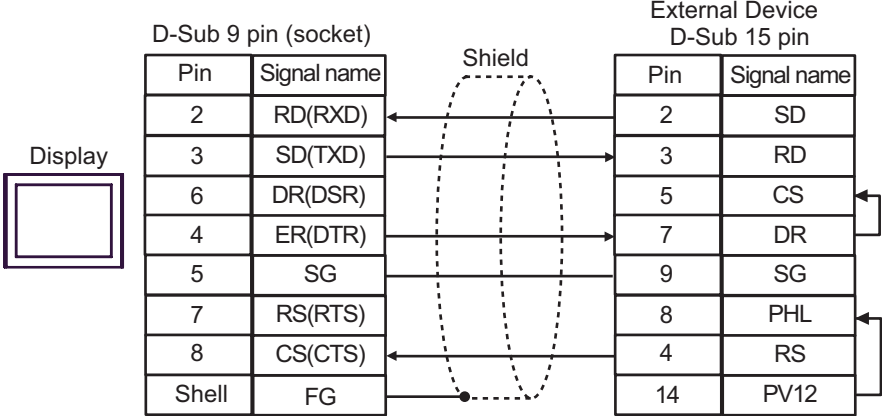 External Device
D-Sub 9 pin (socket) D-Sub 15 pin
Shield
Pin Signal name Pin Signal name
2 RD(RXD) 2 SD
Display 3 SD(TXD) 3 RD
6 DR(DSR) 5 CS
4 ER(DTR) 7 DR
5 SG 9 SG
7 RS(RTS) 8 PHL
8 CS(CTS) 4 RS
Shell FG 14 PV12